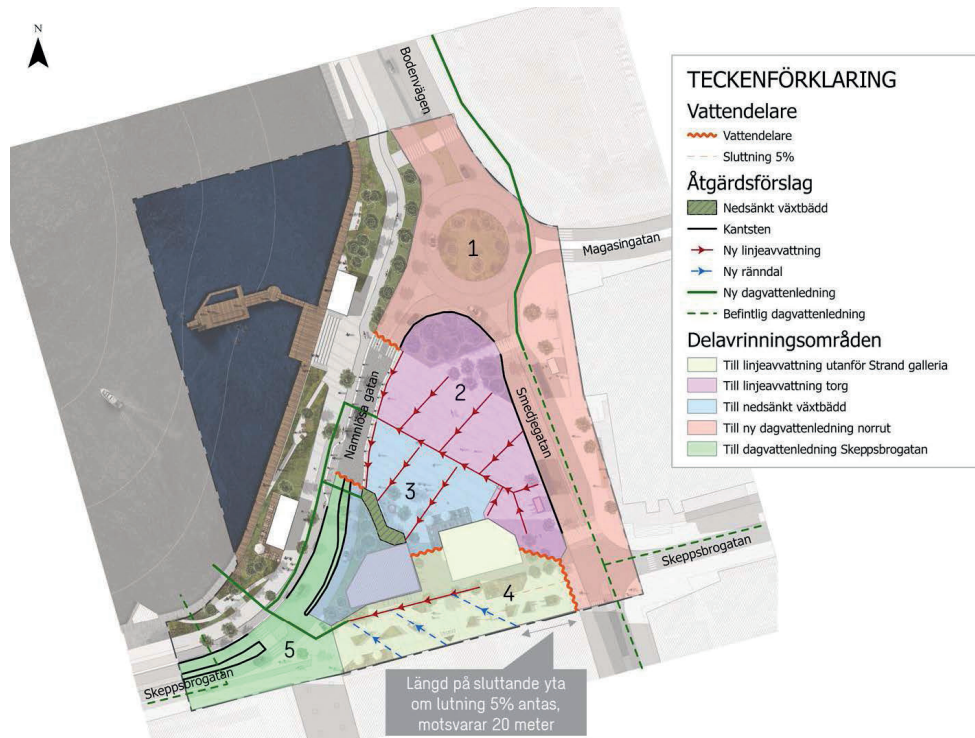 N
Bodenvägen
1
Magasingatan
2
Namnlösa gatan
Smedjegatan
3
Skeppsbrogatan
4
5
Skeppsbrogatan
Längd på sluttande yta
om lutning 5% antas,
motsvarar 20 meter
TECKENFÖRKLARING
Vattendelare
Vattendelare
Sluttning 5%
Åtgärdsförslag
Nedsänkt växtbädd
Kantsten
Ny linjeavvattning
Ny ränndal
Ny dagvattenledning
Befintlig dagvattenledning
Delavrinningsområden
Till linjeavvattning utanför Strand galleria
Till linjeavvattning torg
Till nedsänkt växtbädd
Till ny dagvattenledning norrut
Till dagvattenledning Skeppsbrogatan